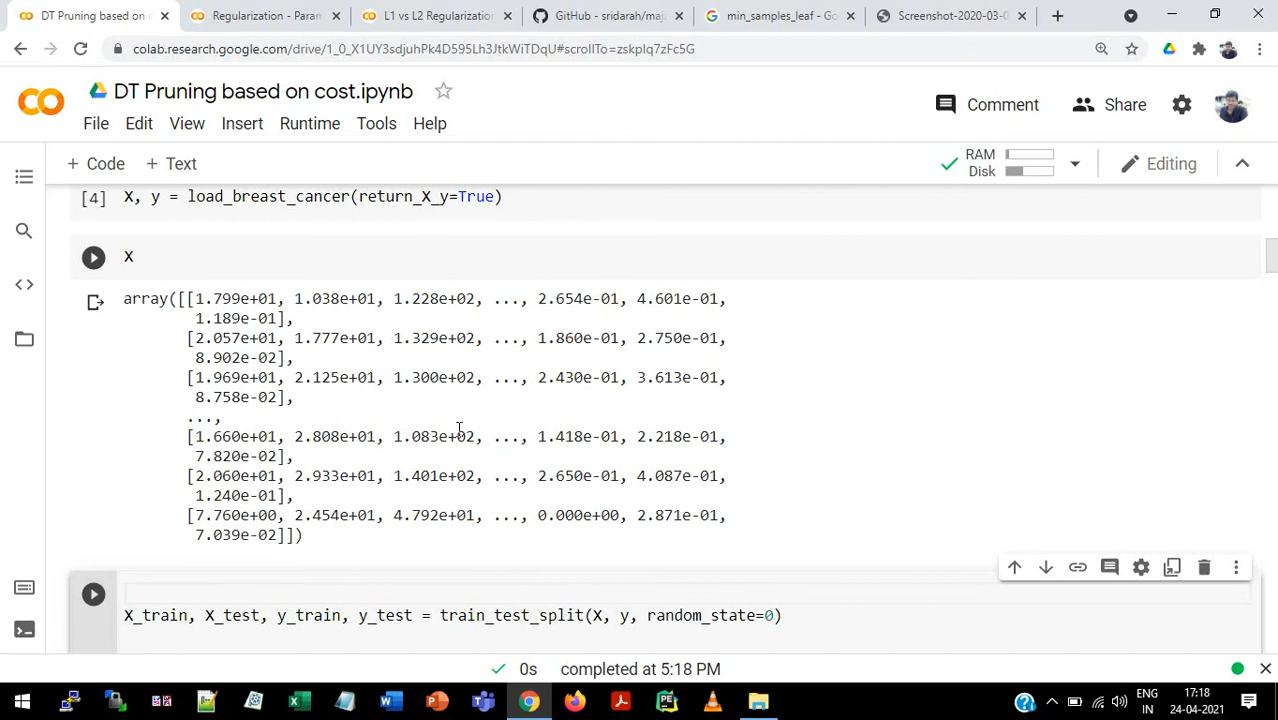 DT Pruning based on c
Regularization - Param
L1 vs L2 Regularization
GitHub - sridarah/maj
min_samples_leaf - Go
Screenshot-2020-03-0
colab.research.google.com/drive/1_0_X1UY3sdjuhPk4D595Lh3JtkWiTDqU#scrollTo=zskpIq7zFc5G
DT Pruning based on cost.ipynb
Comment
Share
File Edit View Insert Runtime Tools Help
+ Code + Text
RAM
Disk
Editing
[4] X, y = load_breast_cancer(return_X_y=True)
X
array([[1.799e+01, 1.038e+01, 1.228e+02, ..., 2.654e-01, 4.601e-01,
1.189e-01],
[2.057e+01, 1.777e+01, 1.329e+02, ..., 1.860e-01, 2.750e-01,
8.902e-02],
[1.969e+01, 2.125e+01, 1.300e+02, ..., 2.430e-01, 3.613e-01,
8.758e-02],
...,
[1.660e+01, 2.808e+01, 1.083e+02, ..., 1.418e-01, 2.218e-01,
7.820e-02],
[2.060e+01, 2.933e+01, 1.401e+02, ..., 2.650e-01, 4.087e-01,
1.240e-01],
[7.760e+00, 2.454e+01, 4.792e+01, ..., 0.000e+00, 2.871e-01,
7.039e-02]])
X_train, X_test, y_train, y_test = train_test_split(X, y, random_state=0)
0s completed at 5:18 PM
ENG
IN
17:18
24-04-2021